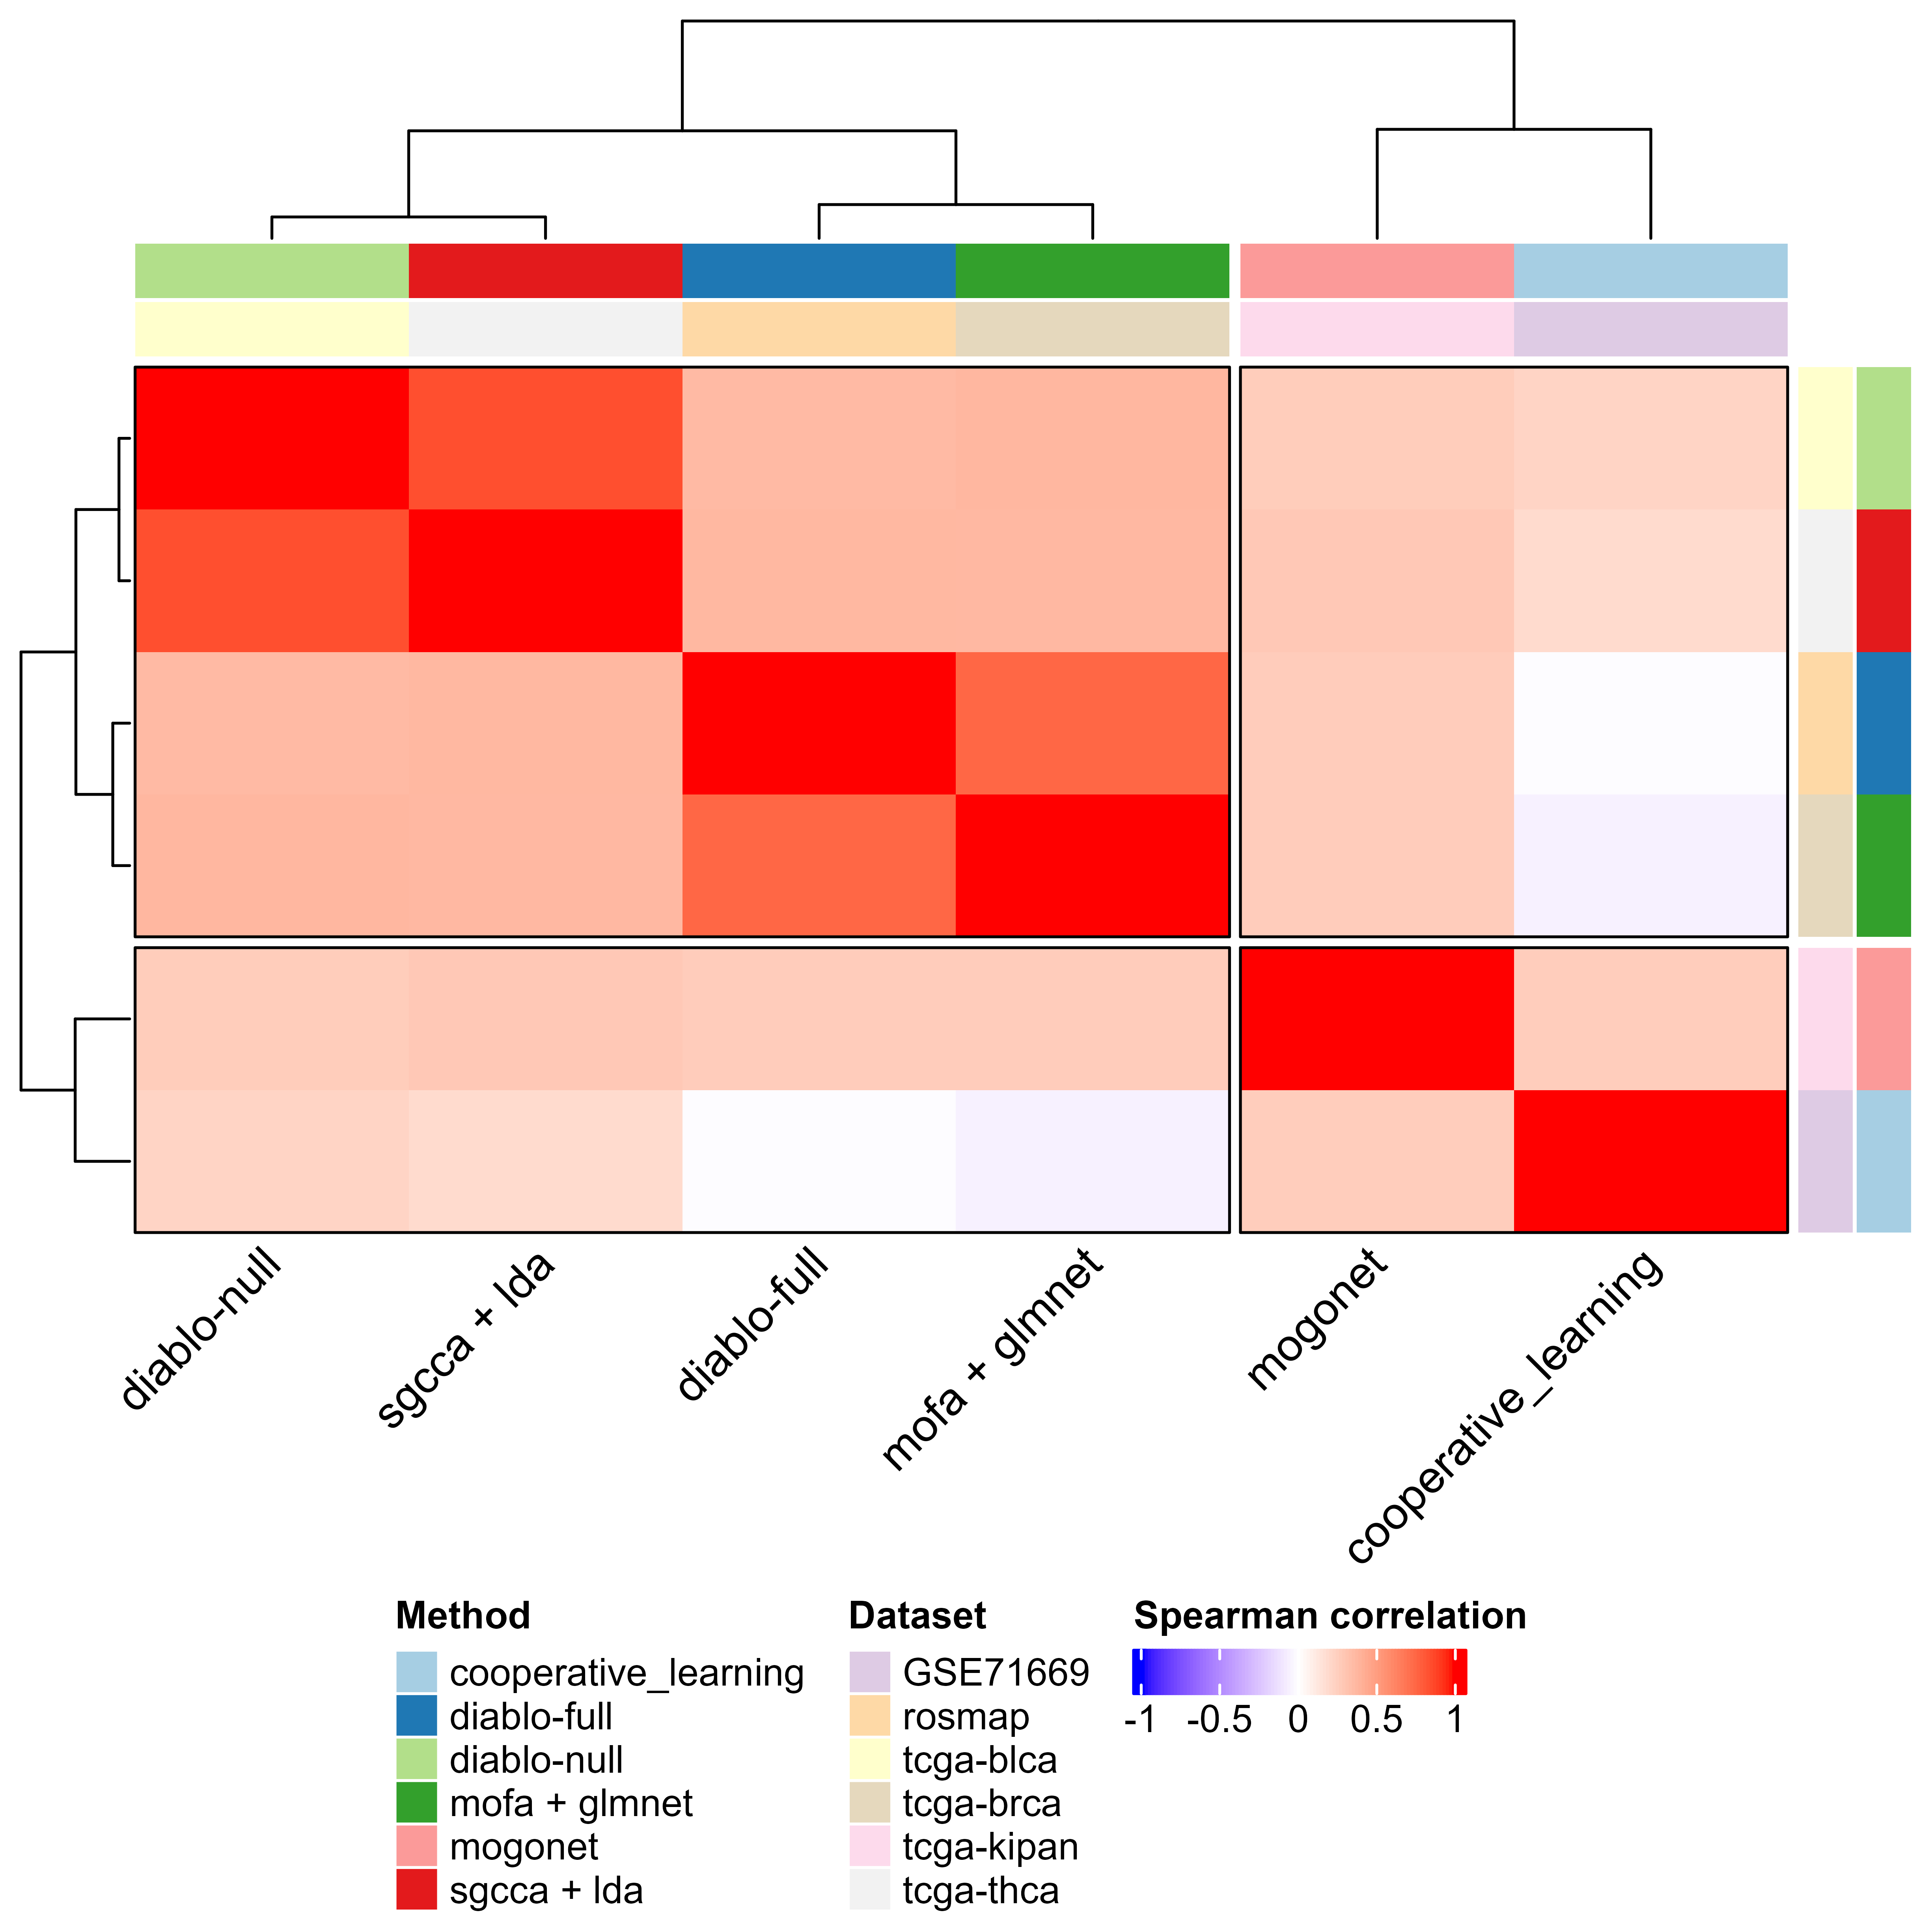 diablo-null
sgcca + lda
diablo-full
mofa + glmnet
mogonet
cooperative_learning
Method
cooperative_learning
diablo-full
diablo-null
mofa + glmnet
mogonet
sgcca + lda
Dataset
GSE71669
rosmap
tcga-blca
tcga-brca
tcga-kipan
tcga-thca
Spearman correlation
-1 -0.5 0 0.5 1